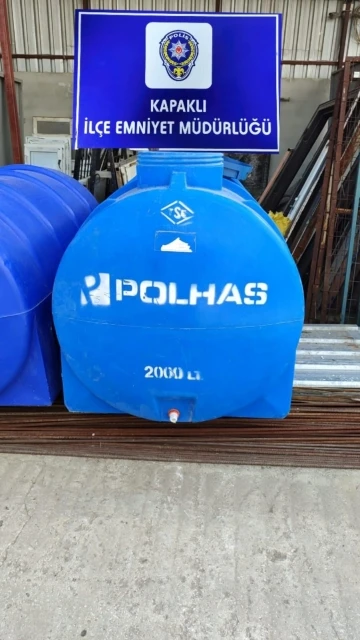 POLİS
KAPAKLI
İLÇE EMNİYET MÜDÜRLÜĞÜ
TSE
POLHAS
2000 LT.